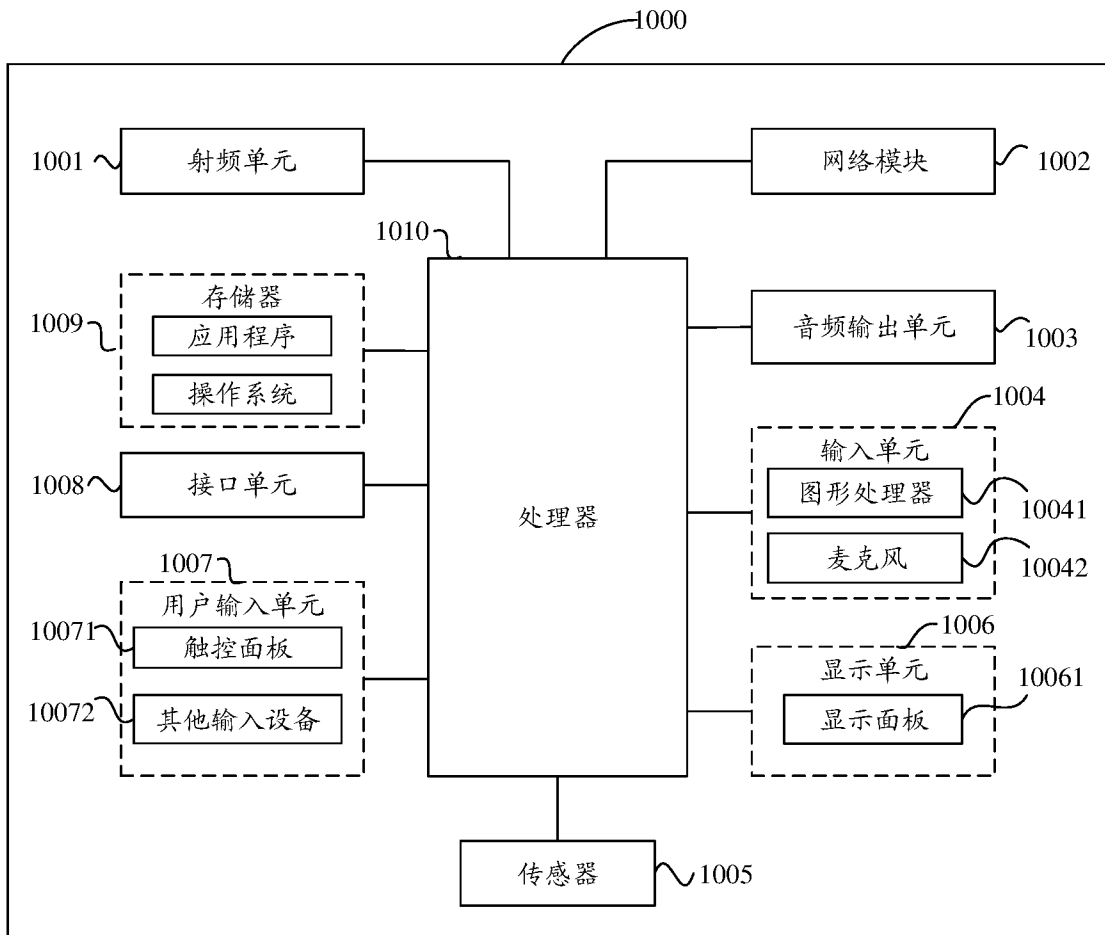 1000
1001
射频单元
网络模块
1002
1010
存储器
1009
应用程序
操作系统
音频输出单元
1003
1004
输入单元
图形处理器
10041
麦克风
10042
1008
接口单元
处理器
1007
用户输入单元
10071
触控面板
10072
其他输入设备
1006
显示单元
显示面板
10061
传感器
1005